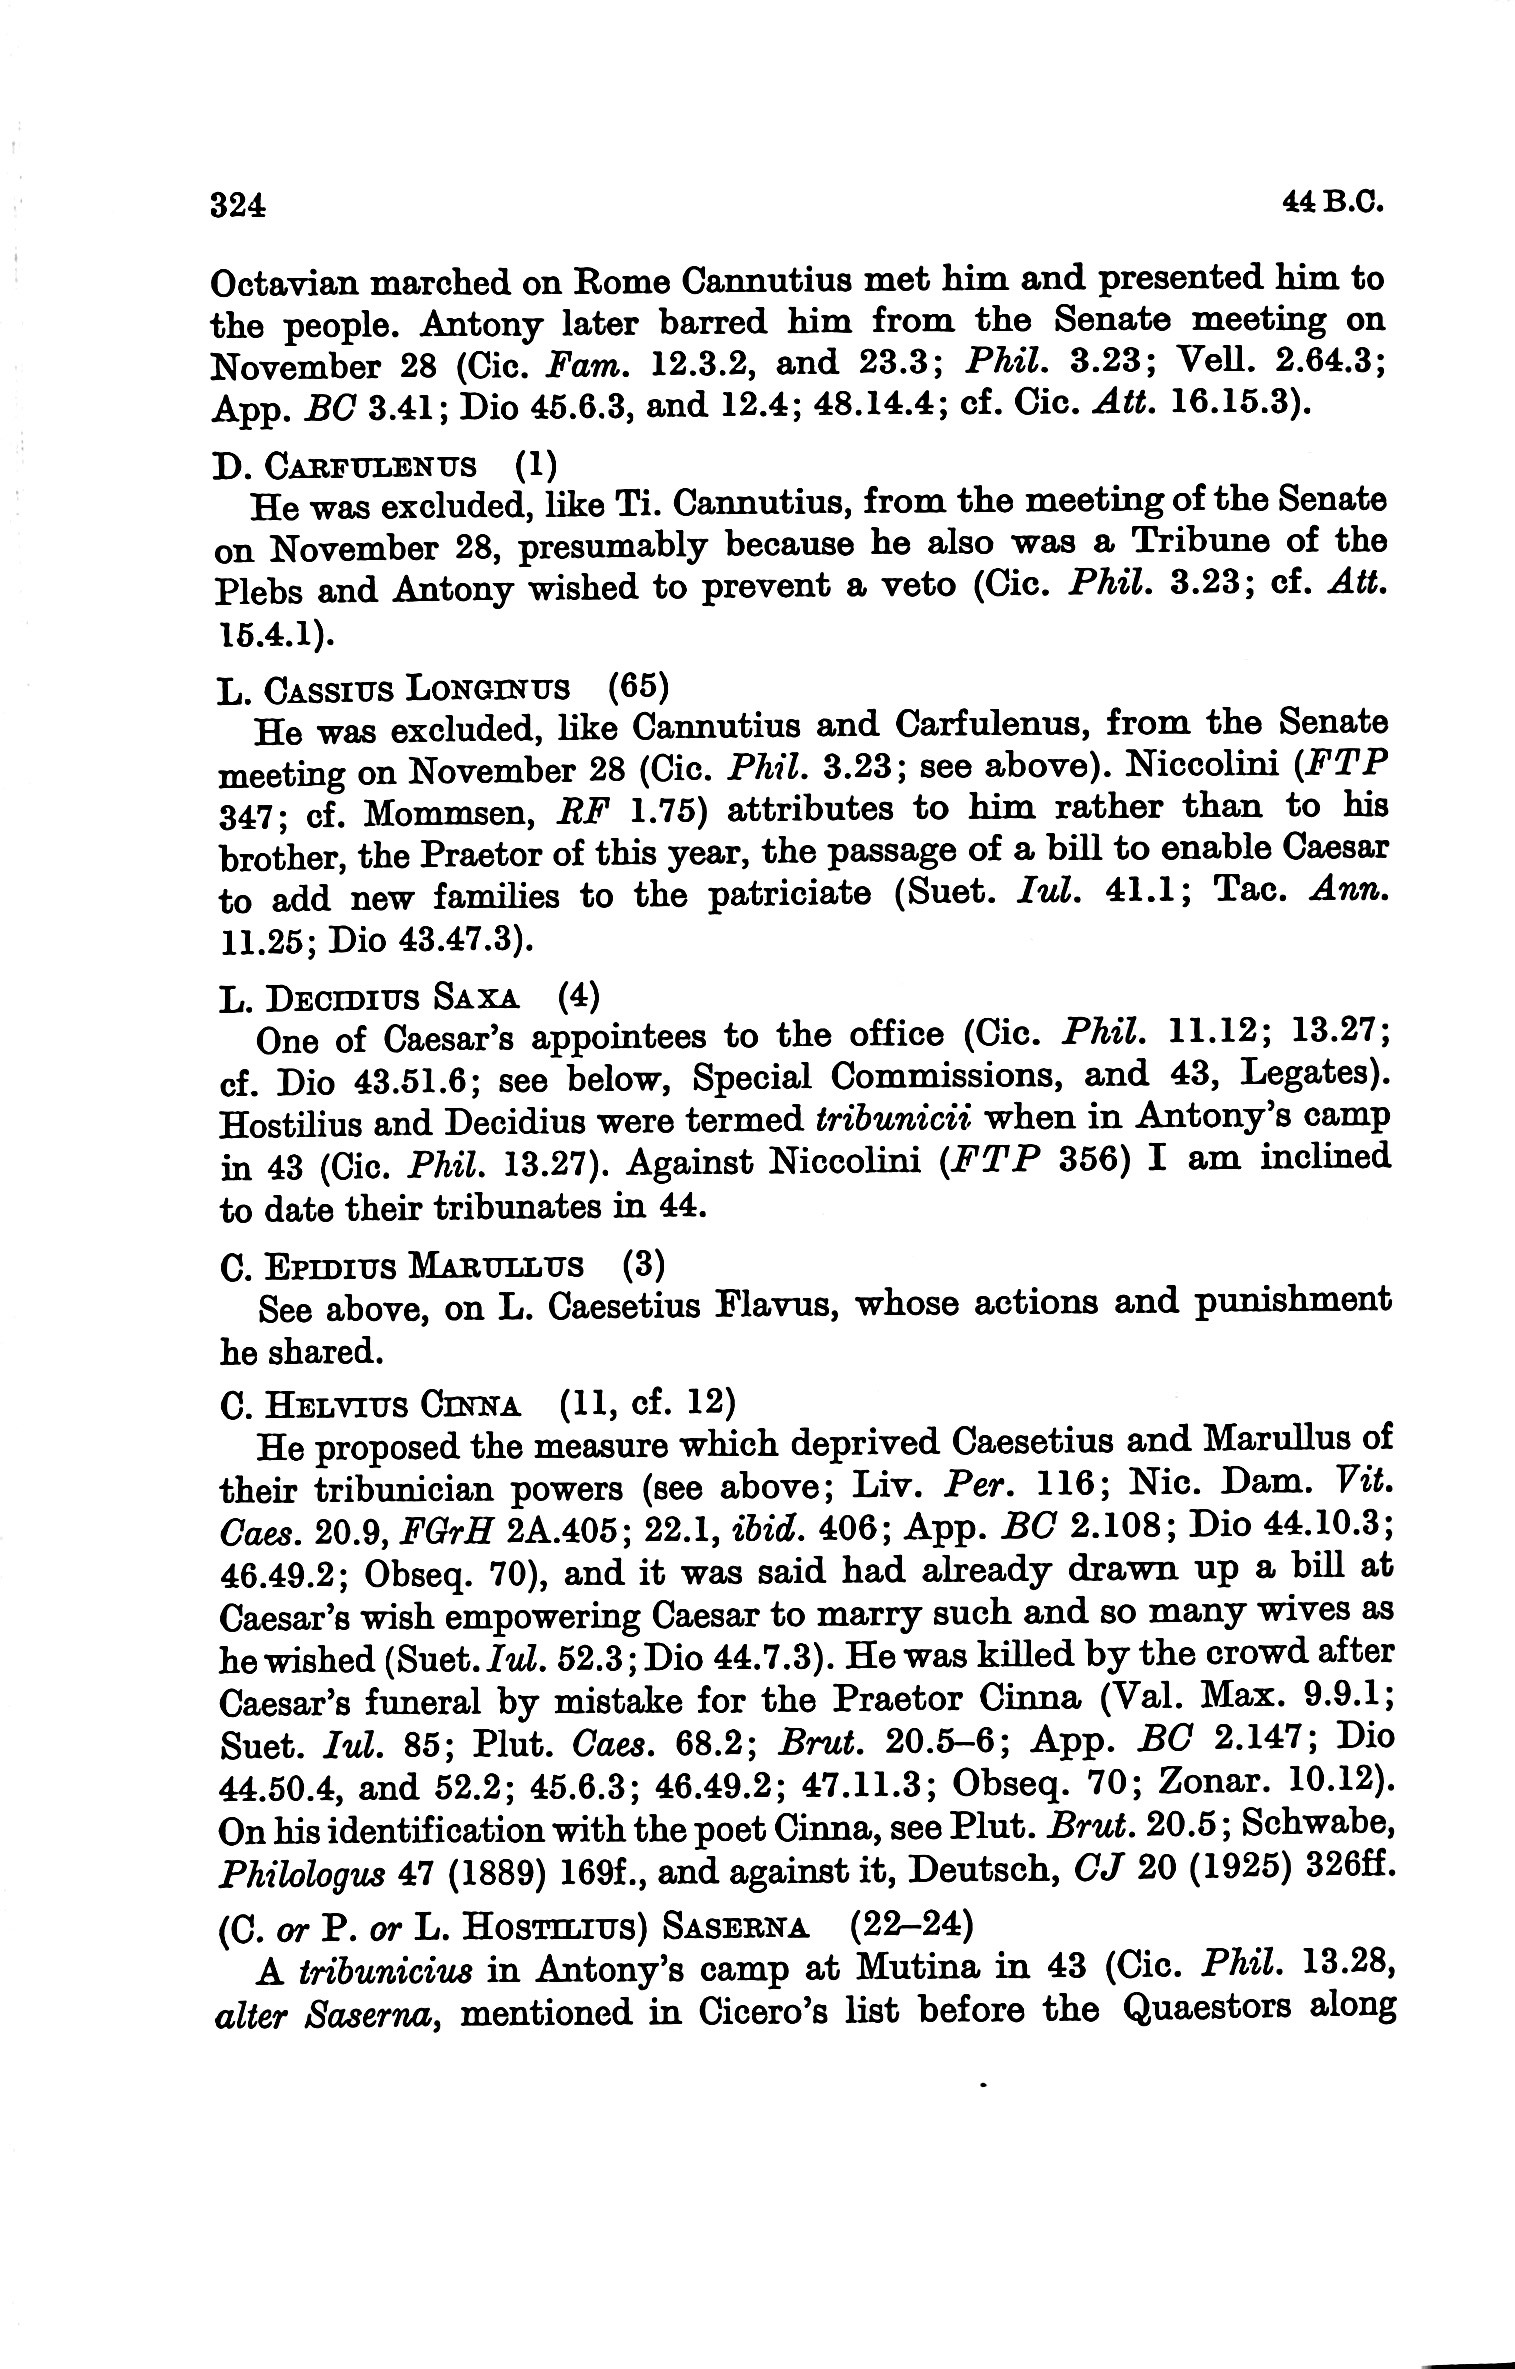 324 44 B.C.
Octavian marched on Rome Cannutius met him and presented him to
the people. Antony later barred him from the Senate meeting on
November 28 (Cic. Fam. 12.3.2, and 23.3; Phil. 3.23; Vell. 2.64.3;
App. BC 3.41; Dio 45.6.3, and 12.4; 48.14.4; cf. Cic. Att. 16.15.3).
D. CARFULENUS (1)
He was excluded, like Ti. Cannutius, from the meeting of the Senate
on November 28, presumably because he also was a Tribune of the
Plebs and Antony wished to prevent a veto (Cic. Phil. 3.23; cf. Att.
15.4.1).
L. CASSIUS LONGINUS (65)
He was excluded, like Cannutius and Carfulenus, from the Senate
meeting on November 28 (Cic. Phil. 3.23; see above). Niccolini (FTP
347; cf. Mommsen, RF 1.75) attributes to him rather than to his
brother, the Praetor of this year, the passage of a bill to enable Caesar
to add new families to the patriciate (Suet. Iul. 41.1; Tac. Ann.
11.25; Dio 43.47.3).
L. DECIDIUS SAXA (4)
One of Caesar's appointees to the office (Cic. Phil. 11.12; 13.27;
cf. Dio 43.51.6; see below, Special Commissions, and 43, Legates).
Hostilius and Decidius were termed tribunicii when in Antony's camp
in 43 (Cic. Phil. 13.27). Against Niccolini (FTP 356) I am inclined
to date their tribunates in 44.
C. EPIDIUS MARULLUS (3)
See above, on L. Caesetius Flavus, whose actions and punishment
he shared.
C. HELVIUS CINNA (11, cf. 12)
He proposed the measure which deprived Caesetius and Marullus of
their tribunician powers (see above; Liv. Per. 116; Nic. Dam. Vit.
Caes. 20.9, FGrH 2A.405; 22.1, ibid. 406; App. BC 2.108; Dio 44.10.3;
46.49.2; Obseq. 70), and it was said had already drawn up a bill at
Caesar's wish empowering Caesar to marry such and so many wives as
he wished (Suet. Iul. 52.3; Dio 44.7.3). He was killed by the crowd after
Caesar's funeral by mistake for the Praetor Cinna (Val. Max. 9.9.1;
Suet. Iul. 85; Plut. Caes. 68.2; Brut. 20.5–6; App. BC 2.147; Dio
44.50.4, and 52.2; 45.6.3; 46.49.2; 47.11.3; Obseq. 70; Zonar. 10.12).
On his identification with the poet Cinna, see Plut. Brut. 20.5; Schwabe,
Philologus 47 (1889) 169f., and against it, Deutsch, CJ 20 (1925) 326ff.
(C. or P. or L. HOSTILIUS) SASERNA (22–24)
A tribunicius in Antony's camp at Mutina in 43 (Cic. Phil. 13.28,
alter Saserna, mentioned in Cicero's list before the Quaestors along